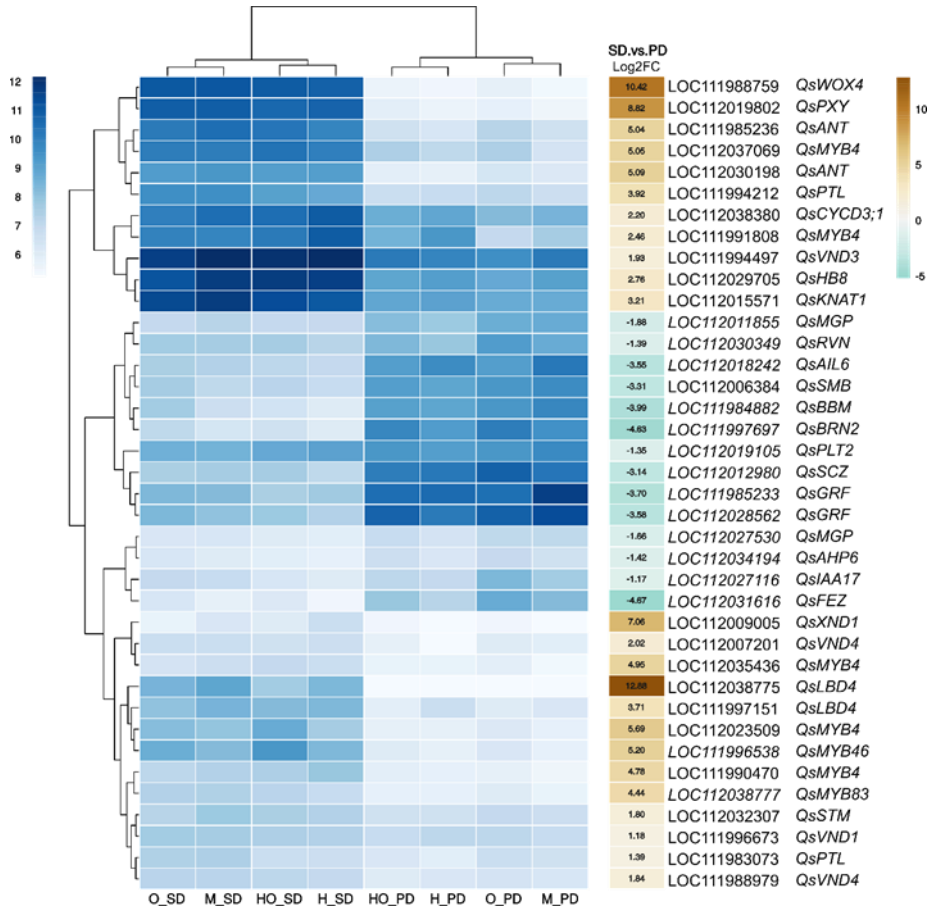 SD.vs.PD
Log2FC
12
11
10
9
8
7
6
10
5
0
-5
10.42 LOC111988759 QsWOX4
8.82 LOC112019802 QsPXY
5.04 LOC111985236 QsANT
5.05 LOC112037069 QsMYB4
5.09 LOC112030198 QsANT
3.92 LOC111994212 QsPTL
2.20 LOC112038380 QsCYCD3;1
2.46 LOC111991808 QsMYB4
1.93 LOC111994497 QsVND3
2.76 LOC112029705 QsHB8
3.21 LOC112015571 QsKNAT1
-1.88 LOC112011855 QsMGP
-1.39 LOC112030349 QsRVN
-3.55 LOC112018242 QsAIL6
-3.31 LOC112006384 QsSMB
-3.99 LOC111984882 QsBBM
-4.63 LOC111997697 QsBRN2
-1.35 LOC112019105 QsPLT2
-3.14 LOC112012980 QsSCZ
-3.70 LOC111985233 QsGRF
-3.58 LOC112028562 QsGRF
-1.66 LOC112027530 QsMGP
-1.42 LOC112034194 QsAHP6
-1.17 LOC112027116 QsIAA17
-4.67 LOC112031616 QsFEZ
7.06 LOC112009005 QsXND1
2.02 LOC112007201 QsVND4
4.95 LOC112035436 QsMYB4
12.88 LOC112038775 QsLBD4
3.71 LOC111997151 QsLBD4
5.69 LOC112023509 QsMYB4
5.20 LOC111996538 QsMYB46
4.78 LOC111990470 QsMYB4
4.44 LOC112038777 QsMYB83
1.80 LOC112032307 QsSTM
1.18 LOC111996673 QsVND1
1.39 LOC111983073 QsPTL
1.84 LOC111988979 QsVND4
O_SD M_SD HO_SD H_SD HO_PD H_PD O_PD M_PD